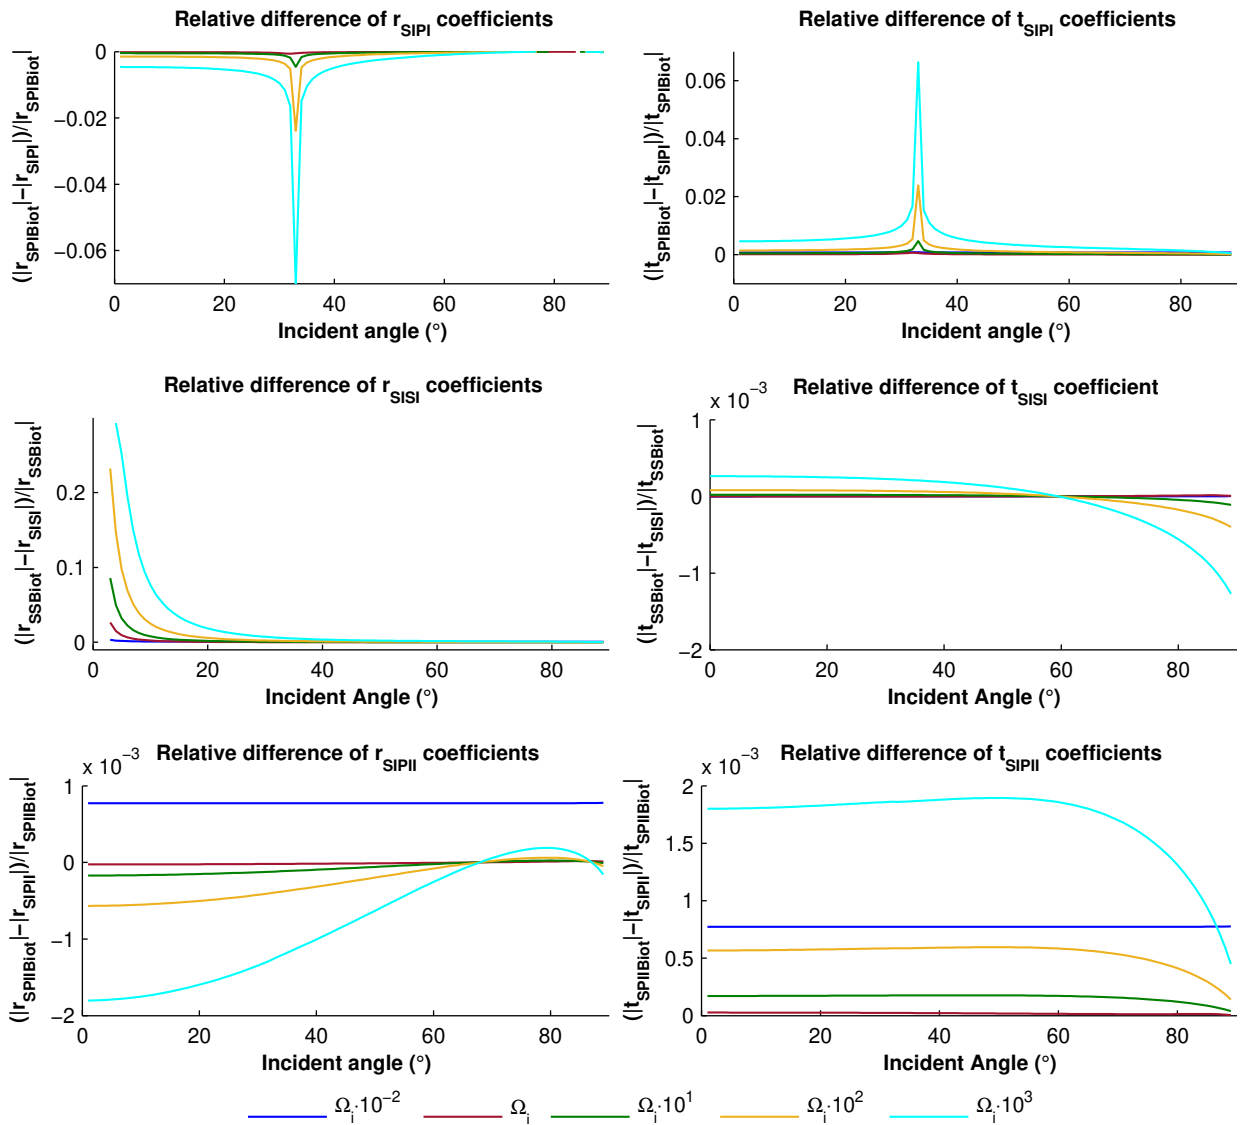 Relative difference of r_SIPI coefficients
(|r_SPIBiot|−|r_SIPI|)/|r_SPIBiot|
0
−0.02
−0.04
−0.06
0 20 40 60 80
Incident angle (°)
Relative difference of t_SIPI coefficients
(|t_SPIBiot|−|t_SIPI|)/|t_SPIBiot|
0.06
0.04
0.02
0
0 20 40 60 80
Incident angle (°)
Relative difference of r_SISI coefficients
(|r_SSBiot|−|r_SISI|)/|r_SSBiot|
0.2
0.1
0
0 20 40 60 80
Incident Angle (°)
Relative difference of t_SISI coefficient
x 10^−3
(|t_SSBiot|−|t_SISI|)/|t_SSBiot|
1
0
−1
−2
0 20 40 60 80
Incident Angle (°)
Relative difference of r_SIPII coefficients
x 10^−3
(|r_SPIIBiot|−|r_SIPII|)/|r_SPIIBiot|
1
0
−1
−2
0 20 40 60 80
Incident angle (°)
Relative difference of t_SIPII coefficients
x 10^−3
(|t_SPIIBiot|−|t_SIPII|)/|t_SPIIBiot|
2
1.5
1
0.5
0
0 20 40 60 80
Incident Angle (°)
Ω_i·10^−2 Ω_i Ω_i·10^1 Ω_i·10^2 Ω_i·10^3